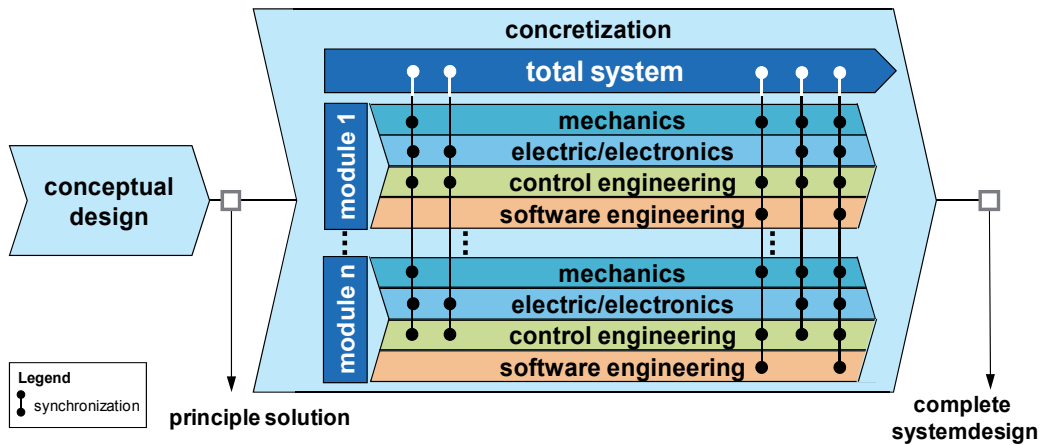 concretization
total system
module 1
mechanics
electric/electronics
control engineering
software engineering
conceptual
design
module n
mechanics
electric/electronics
control engineering
software engineering
Legend
synchronization
principle solution
complete
systemdesign